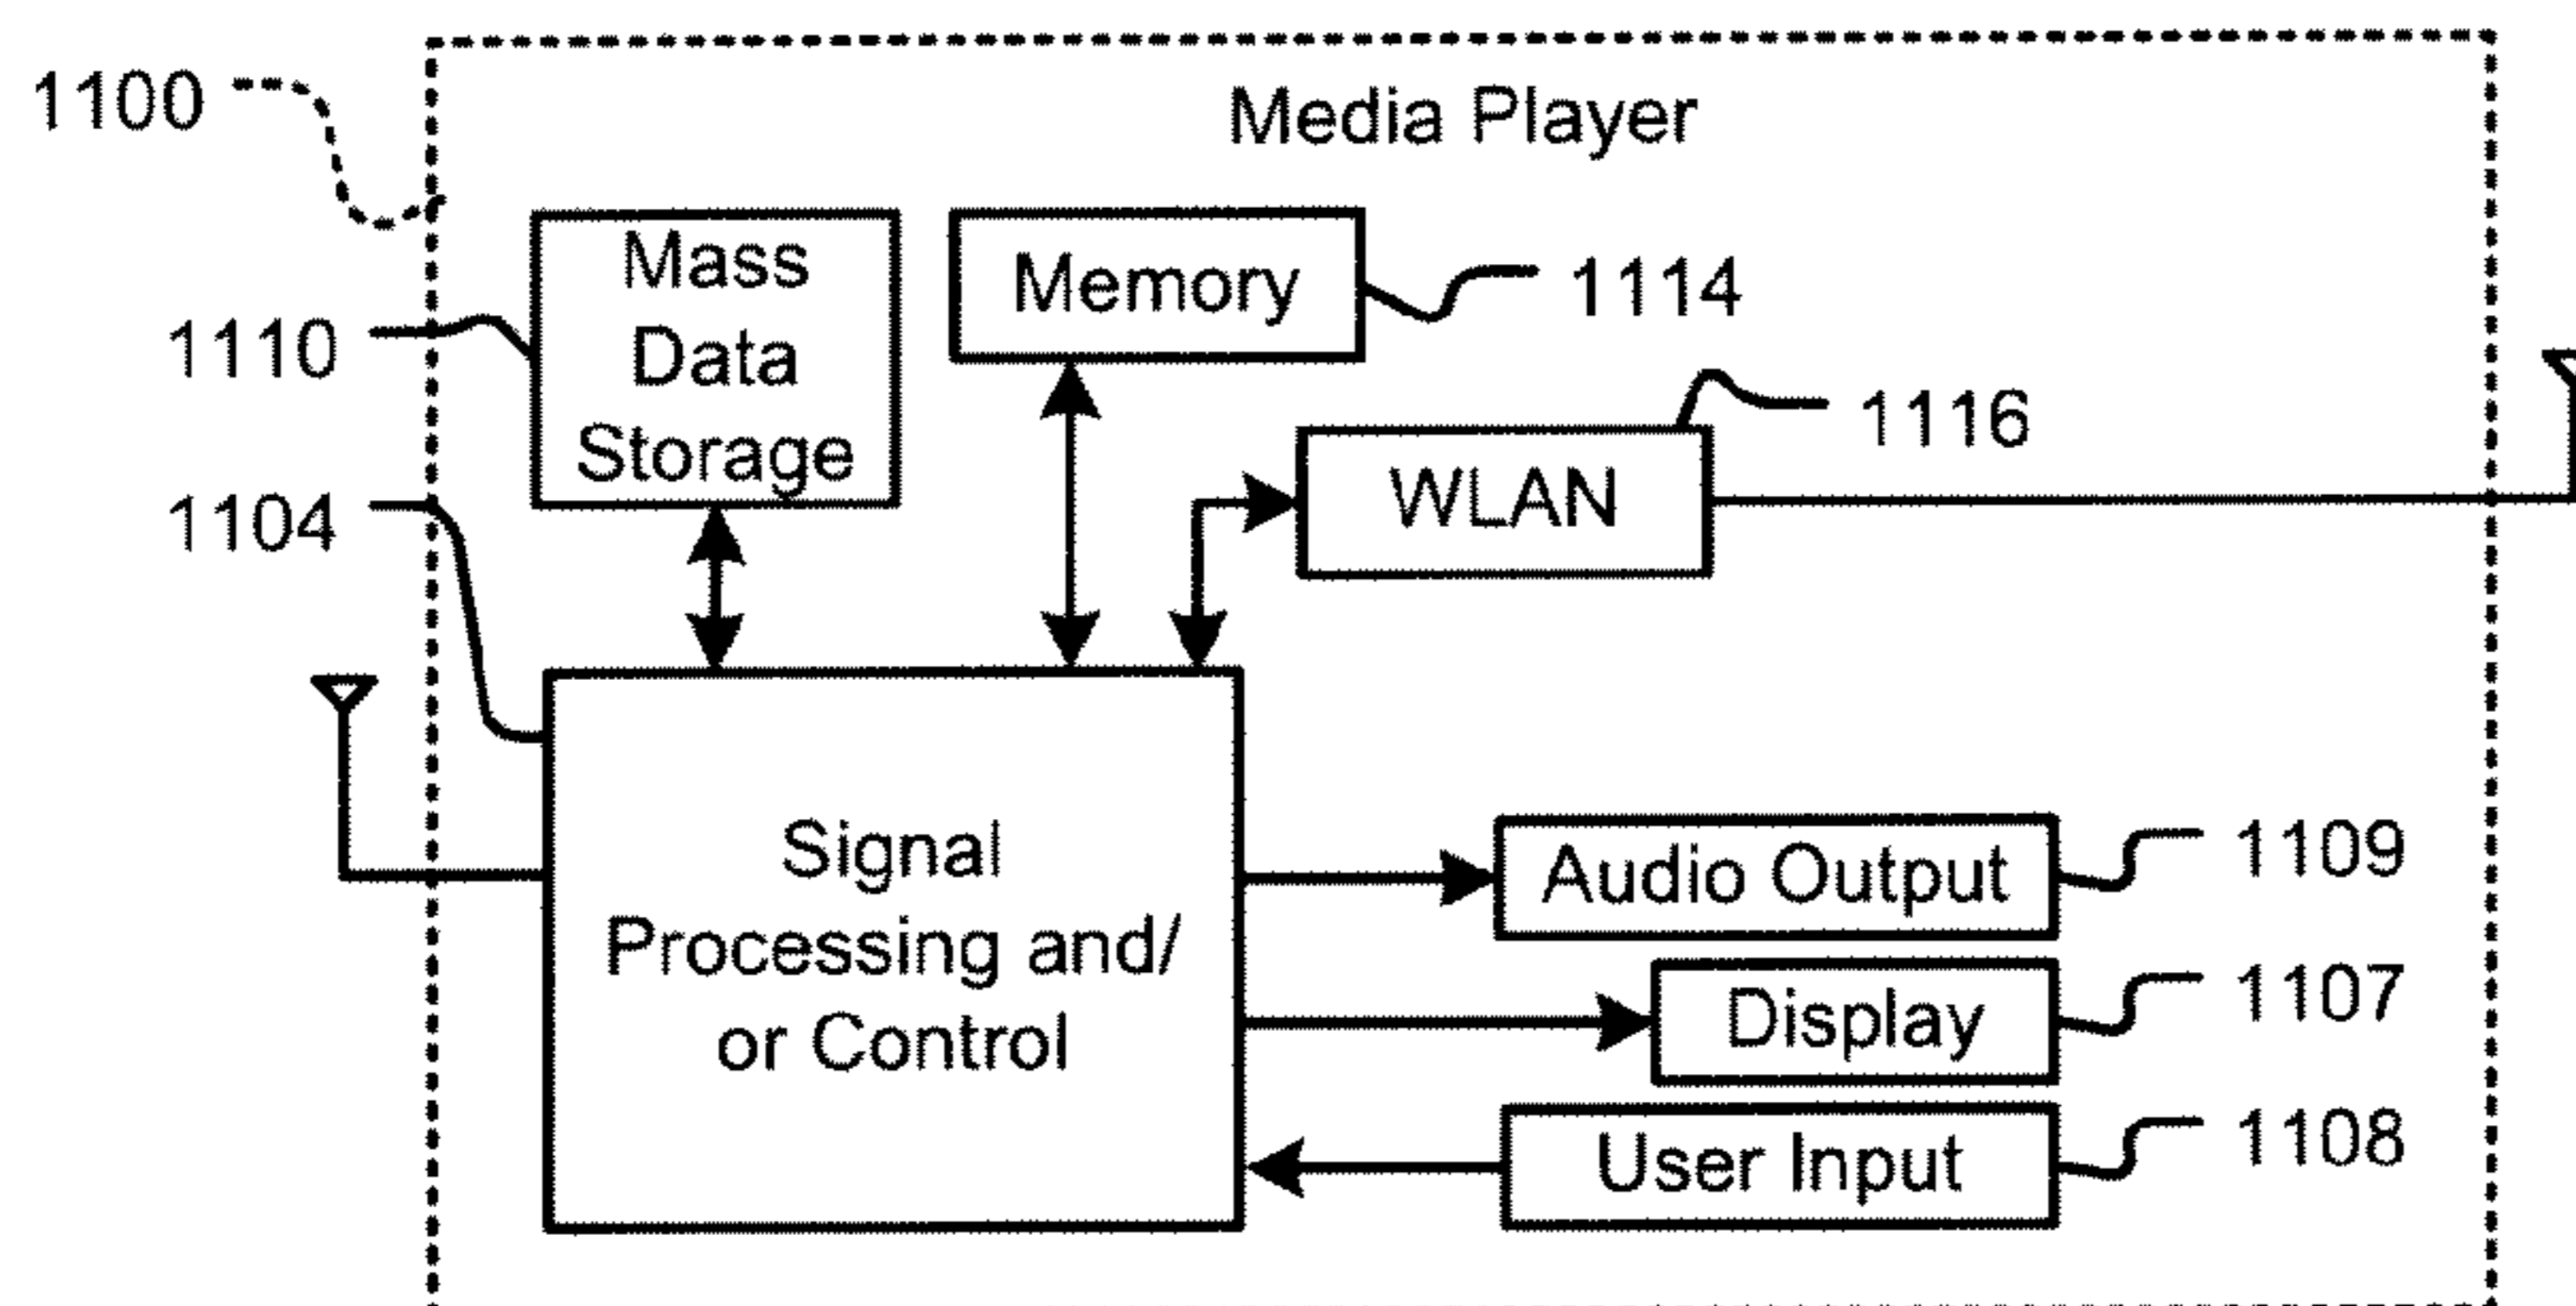 1100
Media Player
Mass
Data
Storage
Memory
1114
1110
1116
WLAN
1104
Signal
Processing and/
or Control
Audio Output
1109
Display
1107
User Input
1108